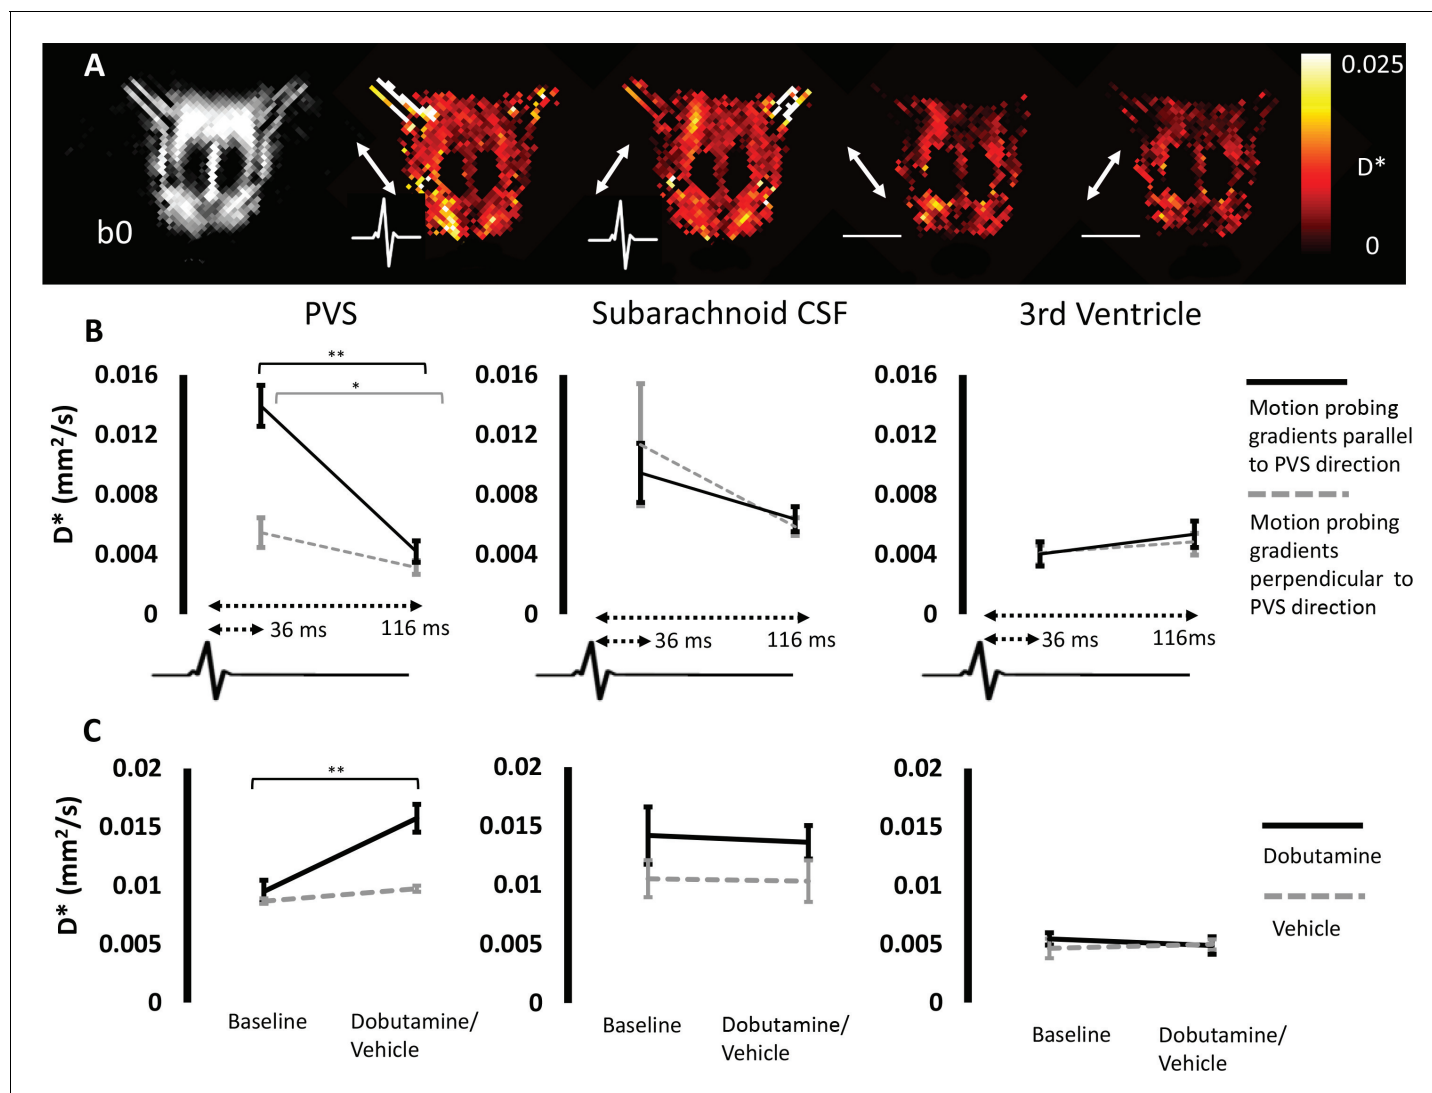 A
b0
0.025
D*
0
B
PVS
Subarachnoid CSF
3rd Ventricle
**
*
D* (mm²/s)
0.016
0.012
0.008
0.004
0
36 ms
116 ms
0.016
0.012
0.008
0.004
0
36 ms
116 ms
0.016
0.012
0.008
0.004
0
36 ms
116ms
Motion probing
gradients parallel
to PVS direction
Motion probing
gradients
perpendicular to
PVS direction
C
**
D* (mm²/s)
0.02
0.015
0.01
0.005
0
Baseline
Dobutamine/
Vehicle
0.02
0.015
0.01
0.005
0
Baseline
Dobutamine/
Vehicle
0.02
0.015
0.01
0.005
0
Baseline
Dobutamine/
Vehicle
Dobutamine
Vehicle